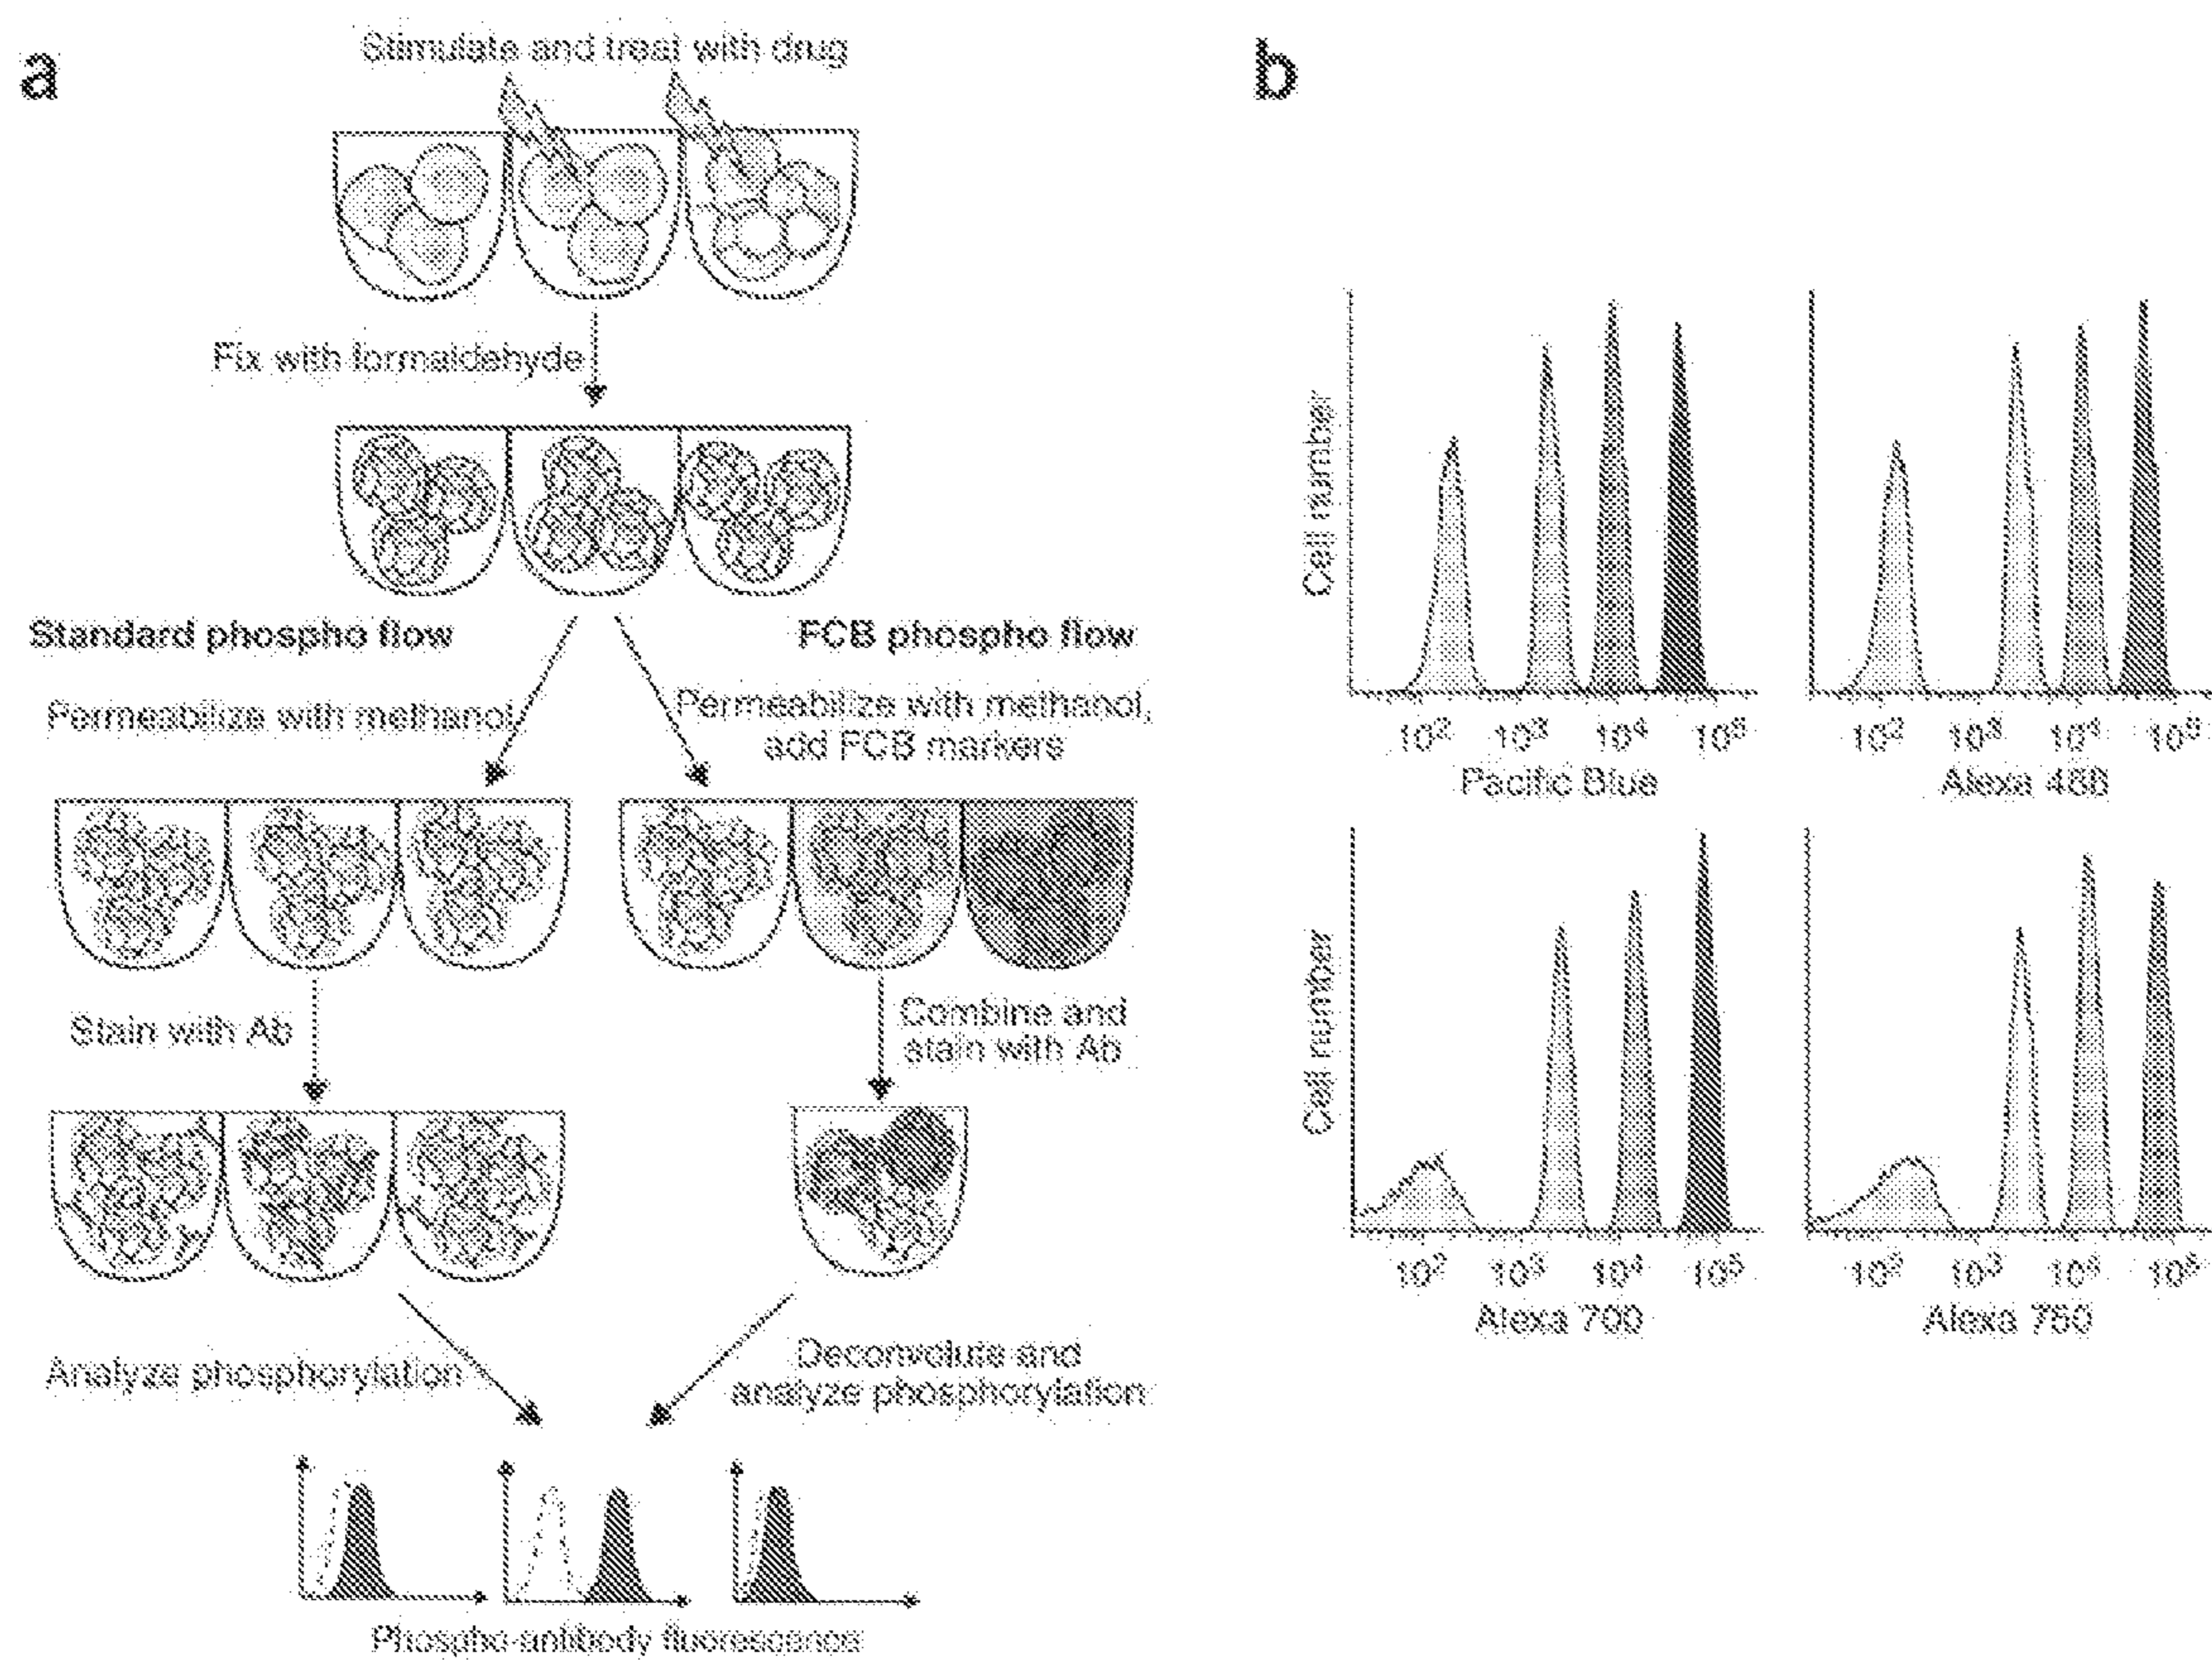 a
Stimulate and treat with drug
Fix with formaldehyde
Standard phospho flow
FCB phospho flow
Permeabilize with methanol
Permeabilize with methanol,
add FCB markers
Stain with Ab
Combine and
stain with Ab
Analyze phosphorylation
Deconvolute and
analyze phosphorylation
Phospho-antibody fluorescence
b
Cell number
10² 10³ 10⁴ 10⁵
Pacific Blue
10² 10³ 10⁴ 10⁵
Alexa 488
Cell number
10² 10³ 10⁴ 10⁵
Alexa 700
10² 10³ 10⁴ 10⁵
Alexa 750